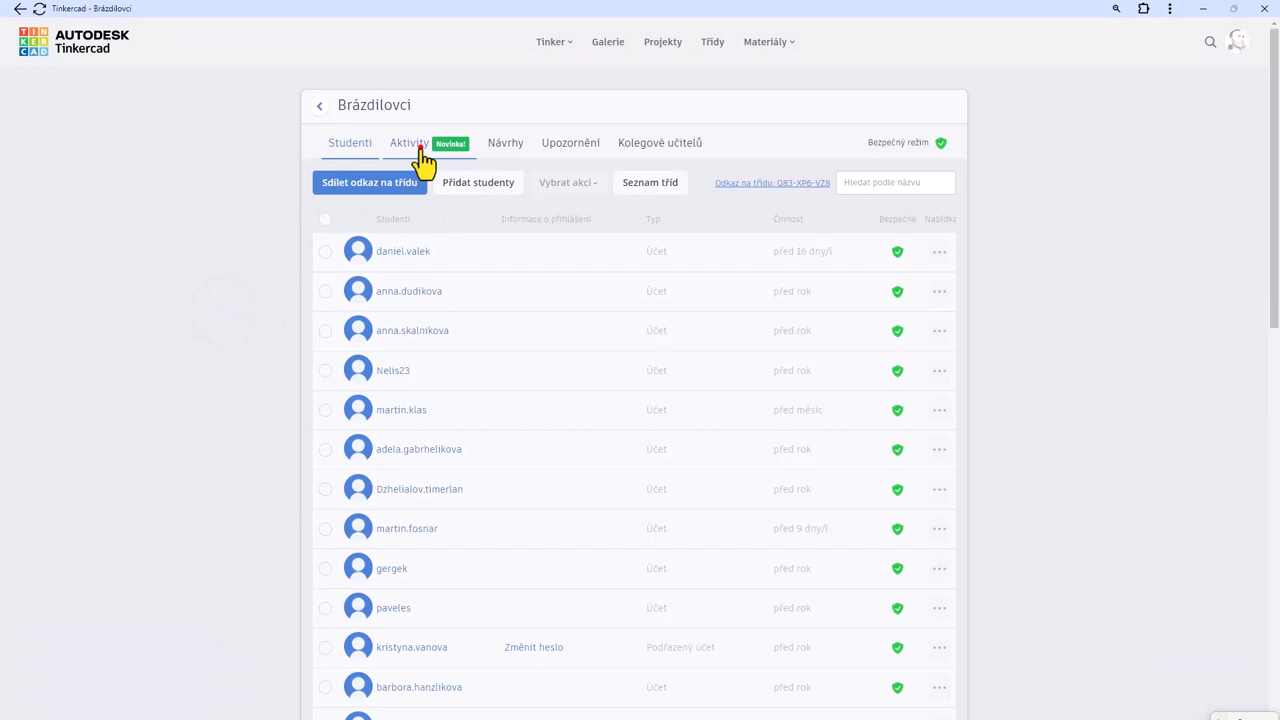 Tinkercad - Brázdilovci
TINKERCAD
AUTODESK
Tinkercad
Tinker Galerie Projekty Třídy Materiály
Brázdilovci
Studenti Aktivity Novinka! Návrhy Upozornění Kolegové učitelů Bezpečný režim
Sdílet odkaz na třídu Přidat studenty Vybrat akci Seznam tříd Odkaz na třídu: Q83-XP6-VZ8 Hledat podle názvu
Studenti Informace o přihlášení Typ Činnost Bezpečné Nabídka
daniel.valek Účet před 16 dny/í
anna.dudikova Účet před rok
anna.skalnikova Účet před rok
Nelis23 Účet před rok
martin.klas Účet před měsíc
adela.gabrhelikova Účet před rok
Dzhelialov.timerlan Účet před rok
martin.fosnar Účet před 9 dny/í
gergek Účet před rok
paveles Účet před rok
kristyna.vanova Změnit heslo Podřazený účet před rok
barbora.hanzlikova Účet před rok